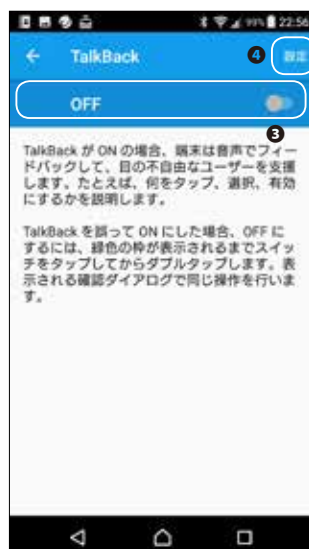 99% 22:56
TalkBack
❹
設定
OFF
❸
TalkBack が ON の場合、端末は音声でフィー
ドバックして、目の不自由なユーザーを支援
します。たとえば、何をタップ、選択、有効
にするかを説明します。
TalkBack を誤って ON にした場合、OFF に
するには、緑色の枠が表示されるまでスイッ
チをタップしてからダブルタップします。表
示される確認ダイアログで同じ操作を行いま
す。